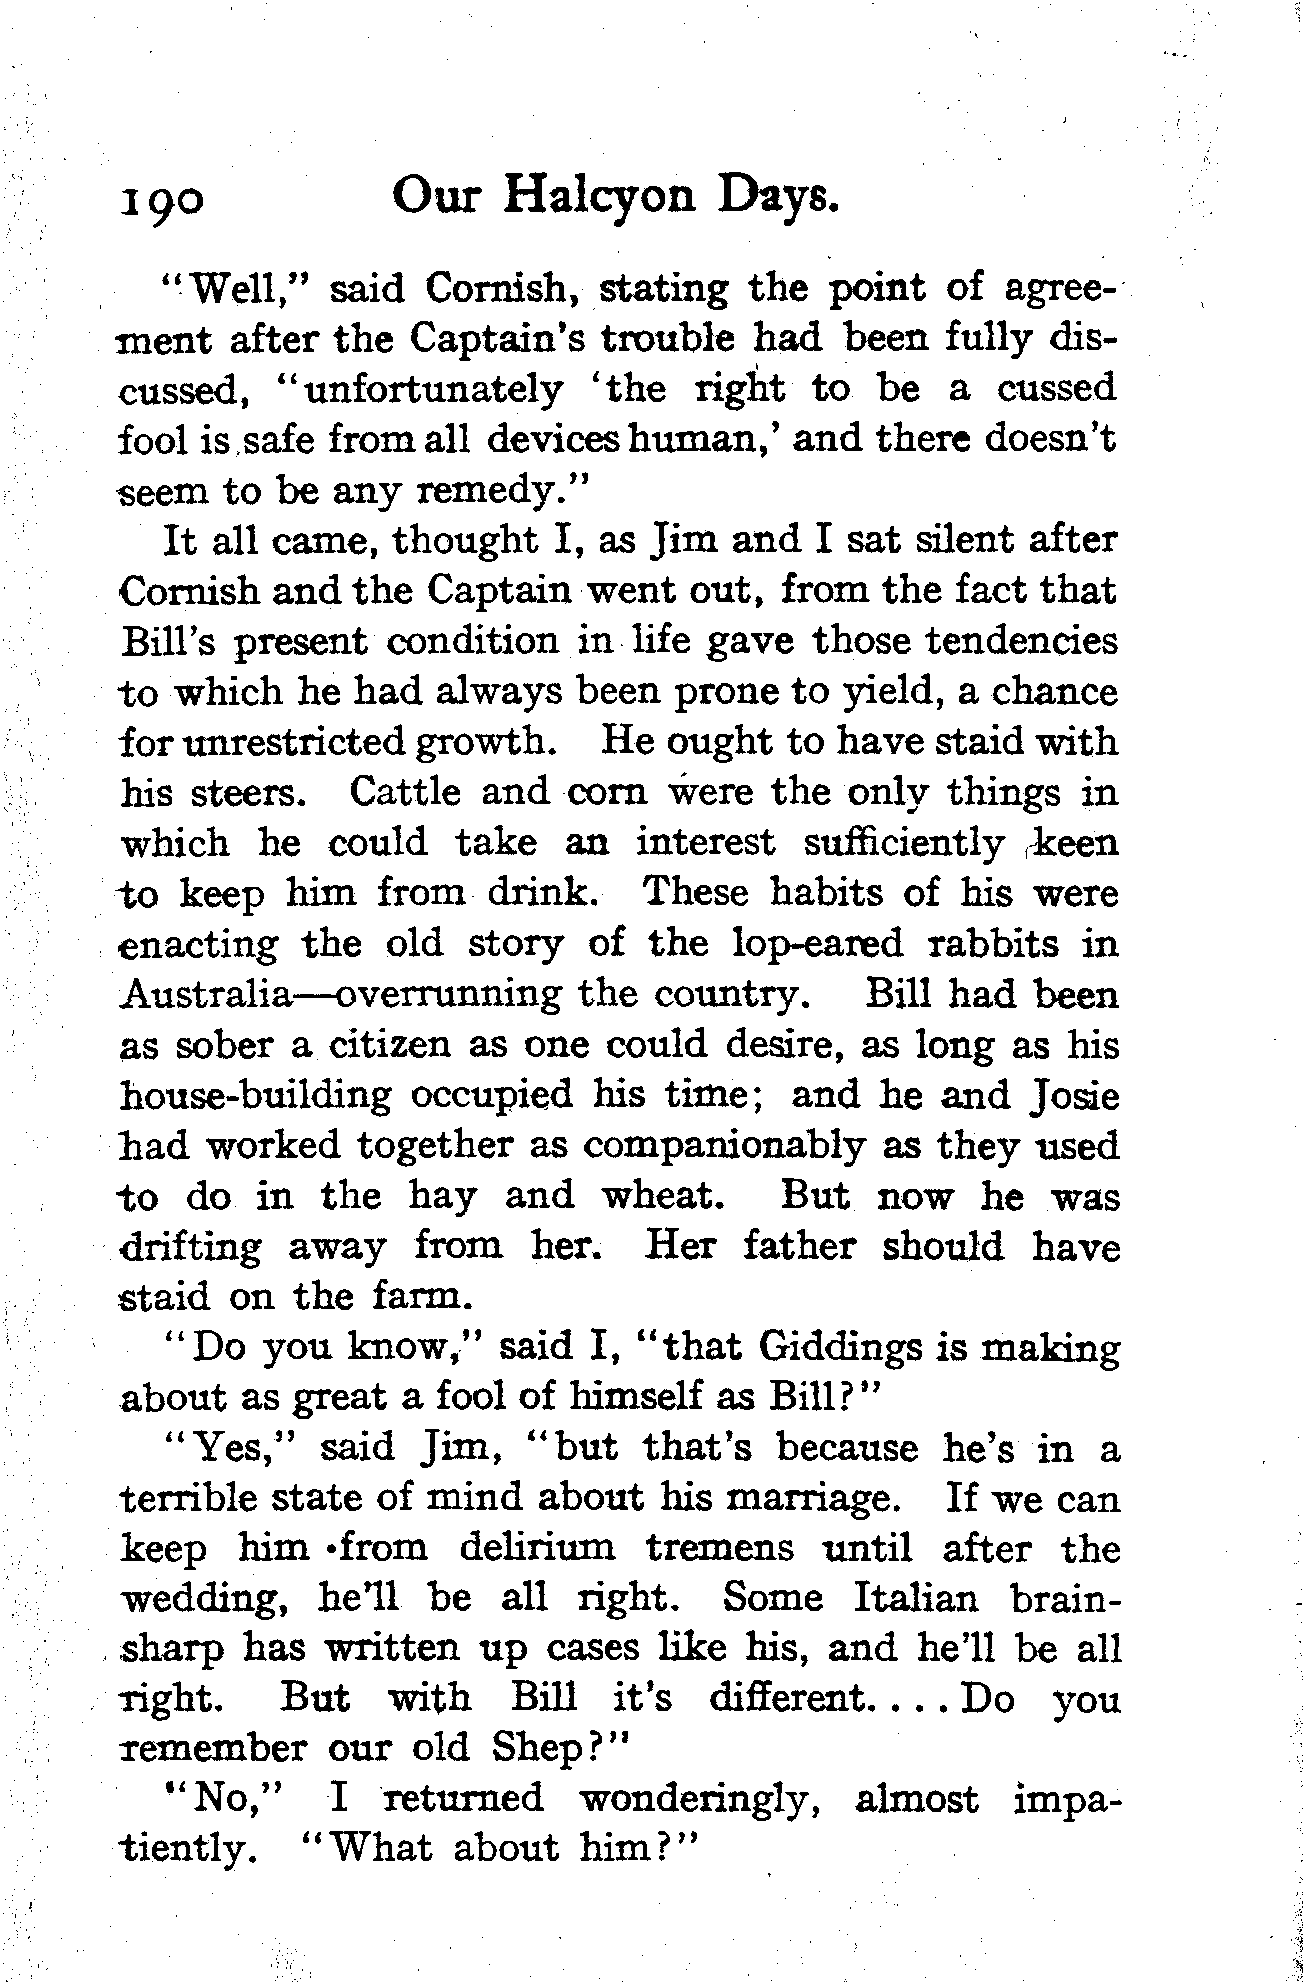 190 Our Halcyon Days.
"Well," said Cornish, stating the point of agree-
ment after the Captain's trouble had been fully dis-
cussed, "unfortunately 'the right to be a cussed
fool is safe from all devices human,' and there doesn't
seem to be any remedy."
It all came, thought I, as Jim and I sat silent after
Cornish and the Captain went out, from the fact that
Bill's present condition in life gave those tendencies
to which he had always been prone to yield, a chance
for unrestricted growth. He ought to have staid with
his steers. Cattle and corn were the only things in
which he could take an interest sufficiently keen
to keep him from drink. These habits of his were
enacting the old story of the lop-eared rabbits in
Australia—overrunning the country. Bill had been
as sober a citizen as one could desire, as long as his
house-building occupied his time; and he and Josie
had worked together as companionably as they used
to do in the hay and wheat. But now he was
drifting away from her. Her father should have
staid on the farm.
"Do you know," said I, "that Giddings is making
about as great a fool of himself as Bill?"
"Yes," said Jim, "but that's because he's in a
terrible state of mind about his marriage. If we can
keep him from delirium tremens until after the
wedding, he'll be all right. Some Italian brain-
sharp has written up cases like his, and he'll be all
right. But with Bill it's different. . . . Do you
remember our old Shep?"
"No," I returned wonderingly, almost impa-
tiently. "What about him?"